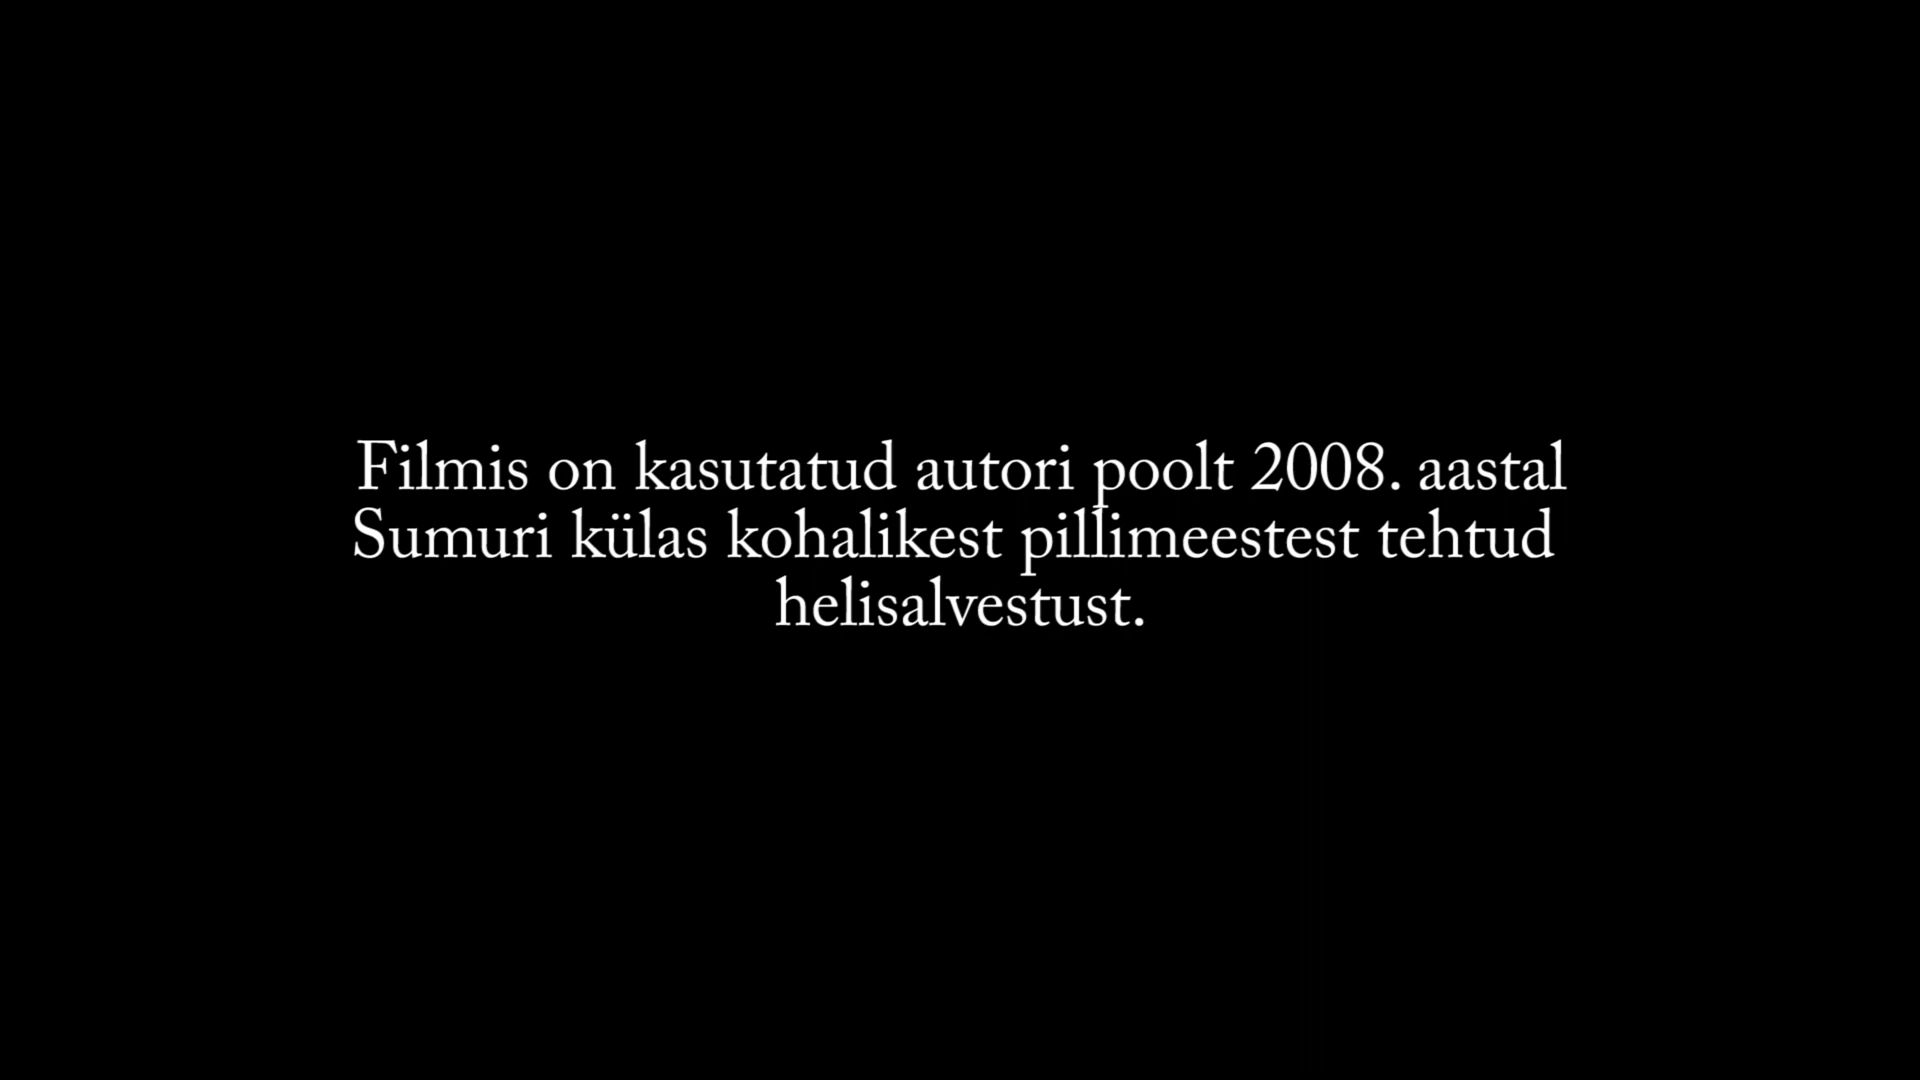 Filmis on kasutatud autori poolt 2008. aastal
Sumuri külas kohalikest pillimeestest tehtud
helisalvestust.